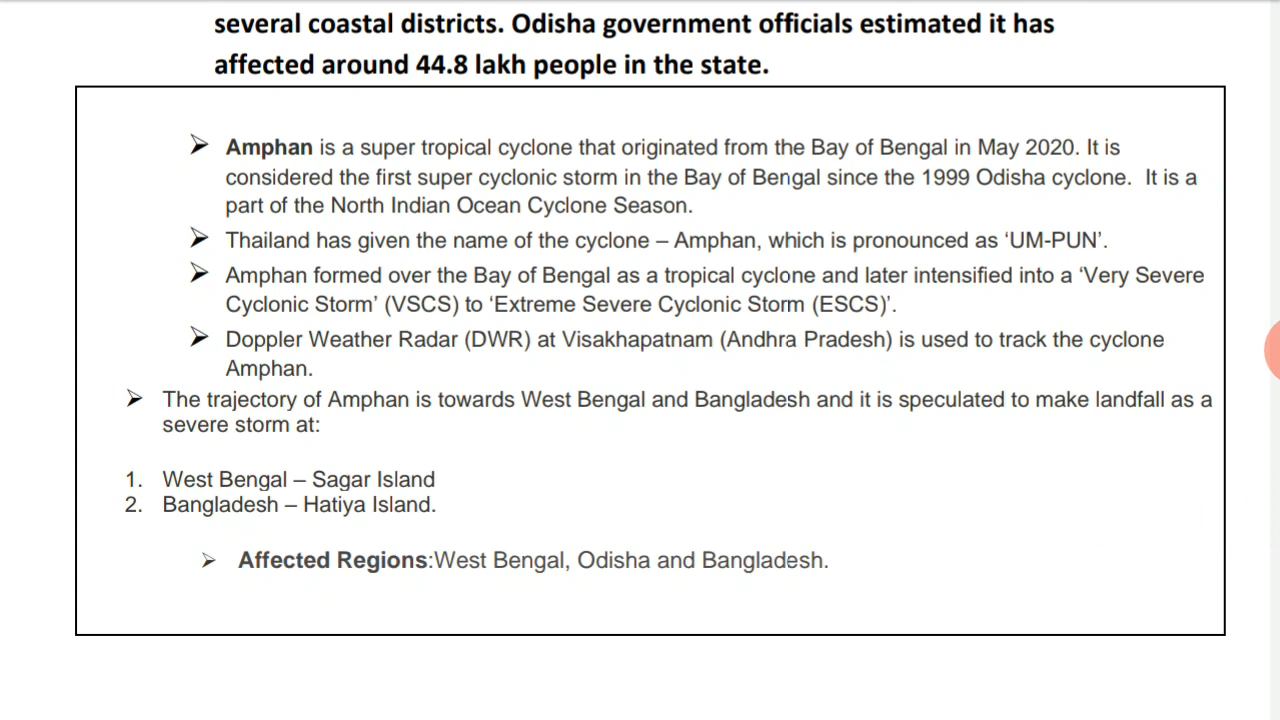 several coastal districts. Odisha government officials estimated it has
affected around 44.8 lakh people in the state.
➢ Amphan is a super tropical cyclone that originated from the Bay of Bengal in May 2020. It is
considered the first super cyclonic storm in the Bay of Bengal since the 1999 Odisha cyclone. It is a
part of the North Indian Ocean Cyclone Season.
➢ Thailand has given the name of the cyclone – Amphan, which is pronounced as ‘UM-PUN’.
➢ Amphan formed over the Bay of Bengal as a tropical cyclone and later intensified into a ‘Very Severe
Cyclonic Storm’ (VSCS) to ‘Extreme Severe Cyclonic Storm (ESCS)’.
➢ Doppler Weather Radar (DWR) at Visakhapatnam (Andhra Pradesh) is used to track the cyclone
Amphan.
➢ The trajectory of Amphan is towards West Bengal and Bangladesh and it is speculated to make landfall as a
severe storm at:
1. West Bengal – Sagar Island
2. Bangladesh – Hatiya Island.
➢ Affected Regions:West Bengal, Odisha and Bangladesh.